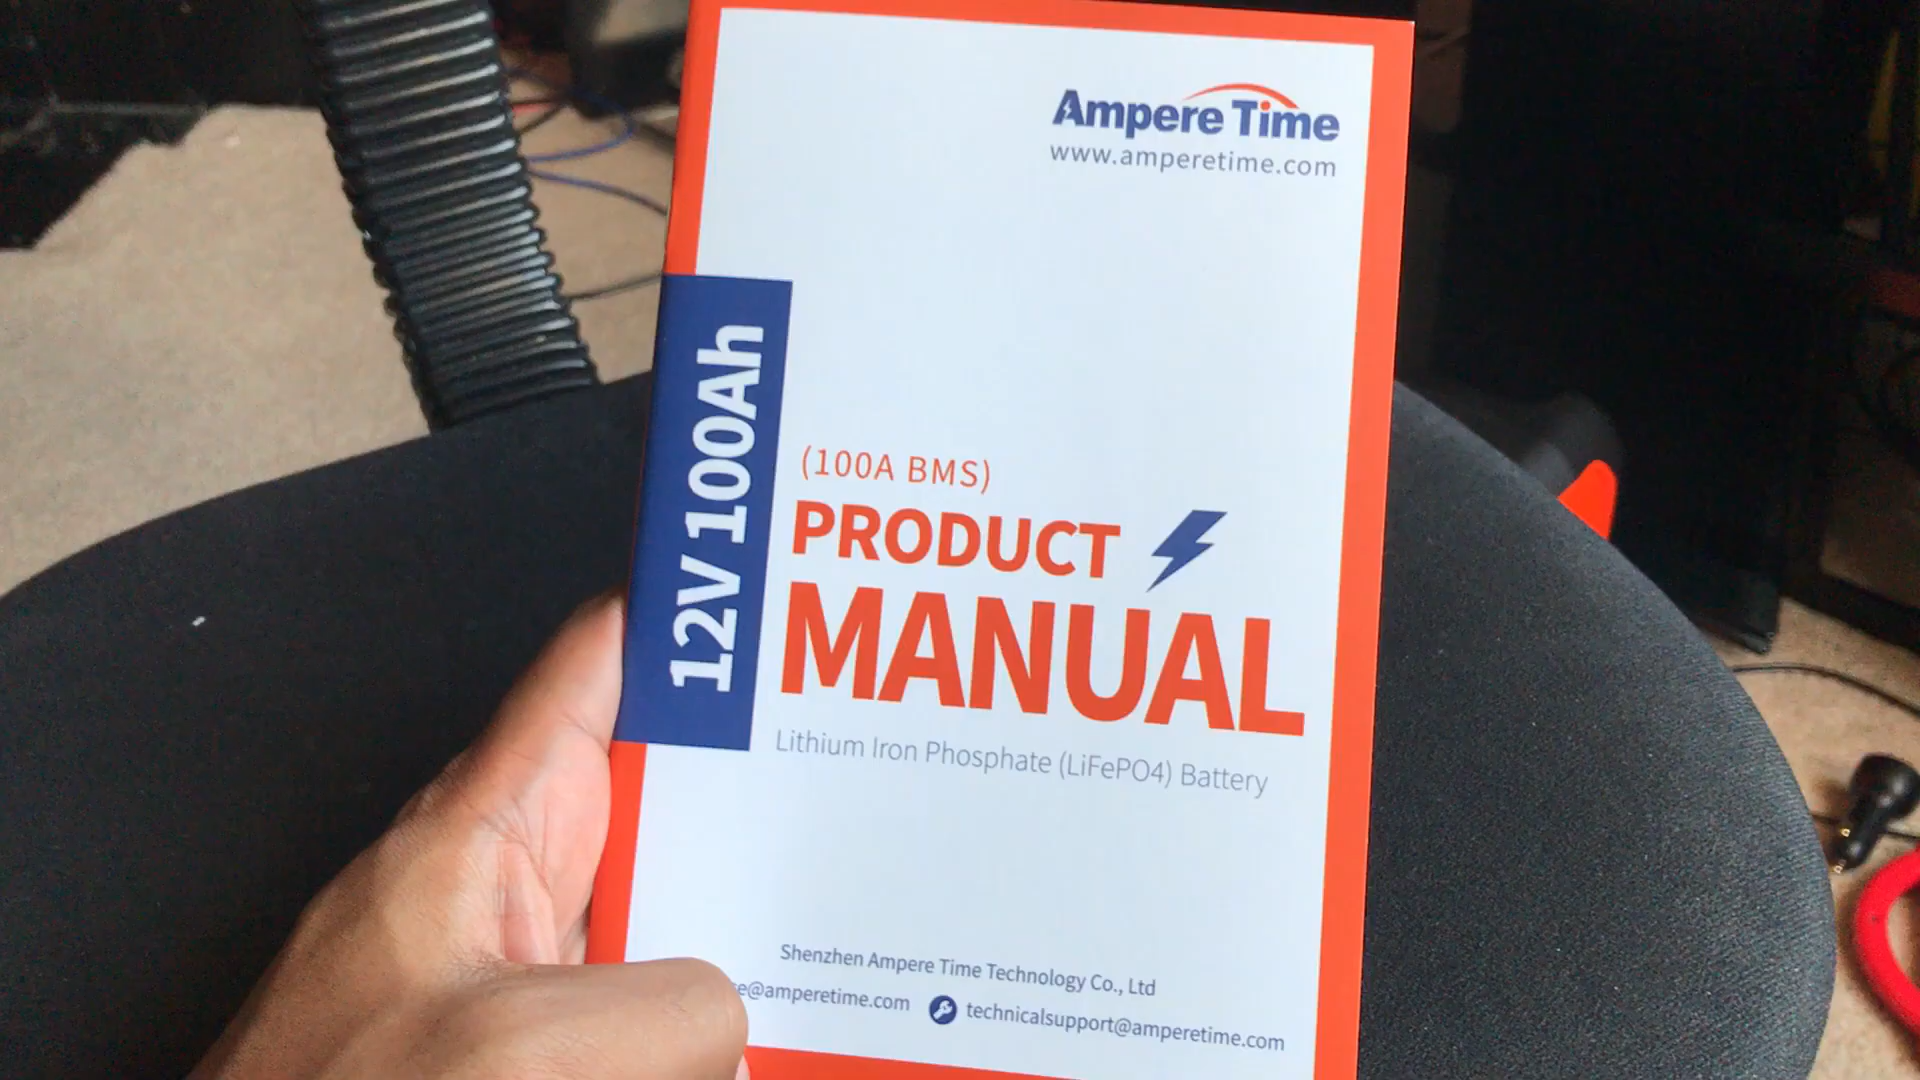 Ampere Time
www.amperetime.com
12V 100Ah
(100A BMS)
PRODUCT
MANUAL
Lithium Iron Phosphate (LiFePO4) Battery
Shenzhen Ampere Time Technology Co., Ltd
e@amperetime.com technicalsupport@amperetime.com